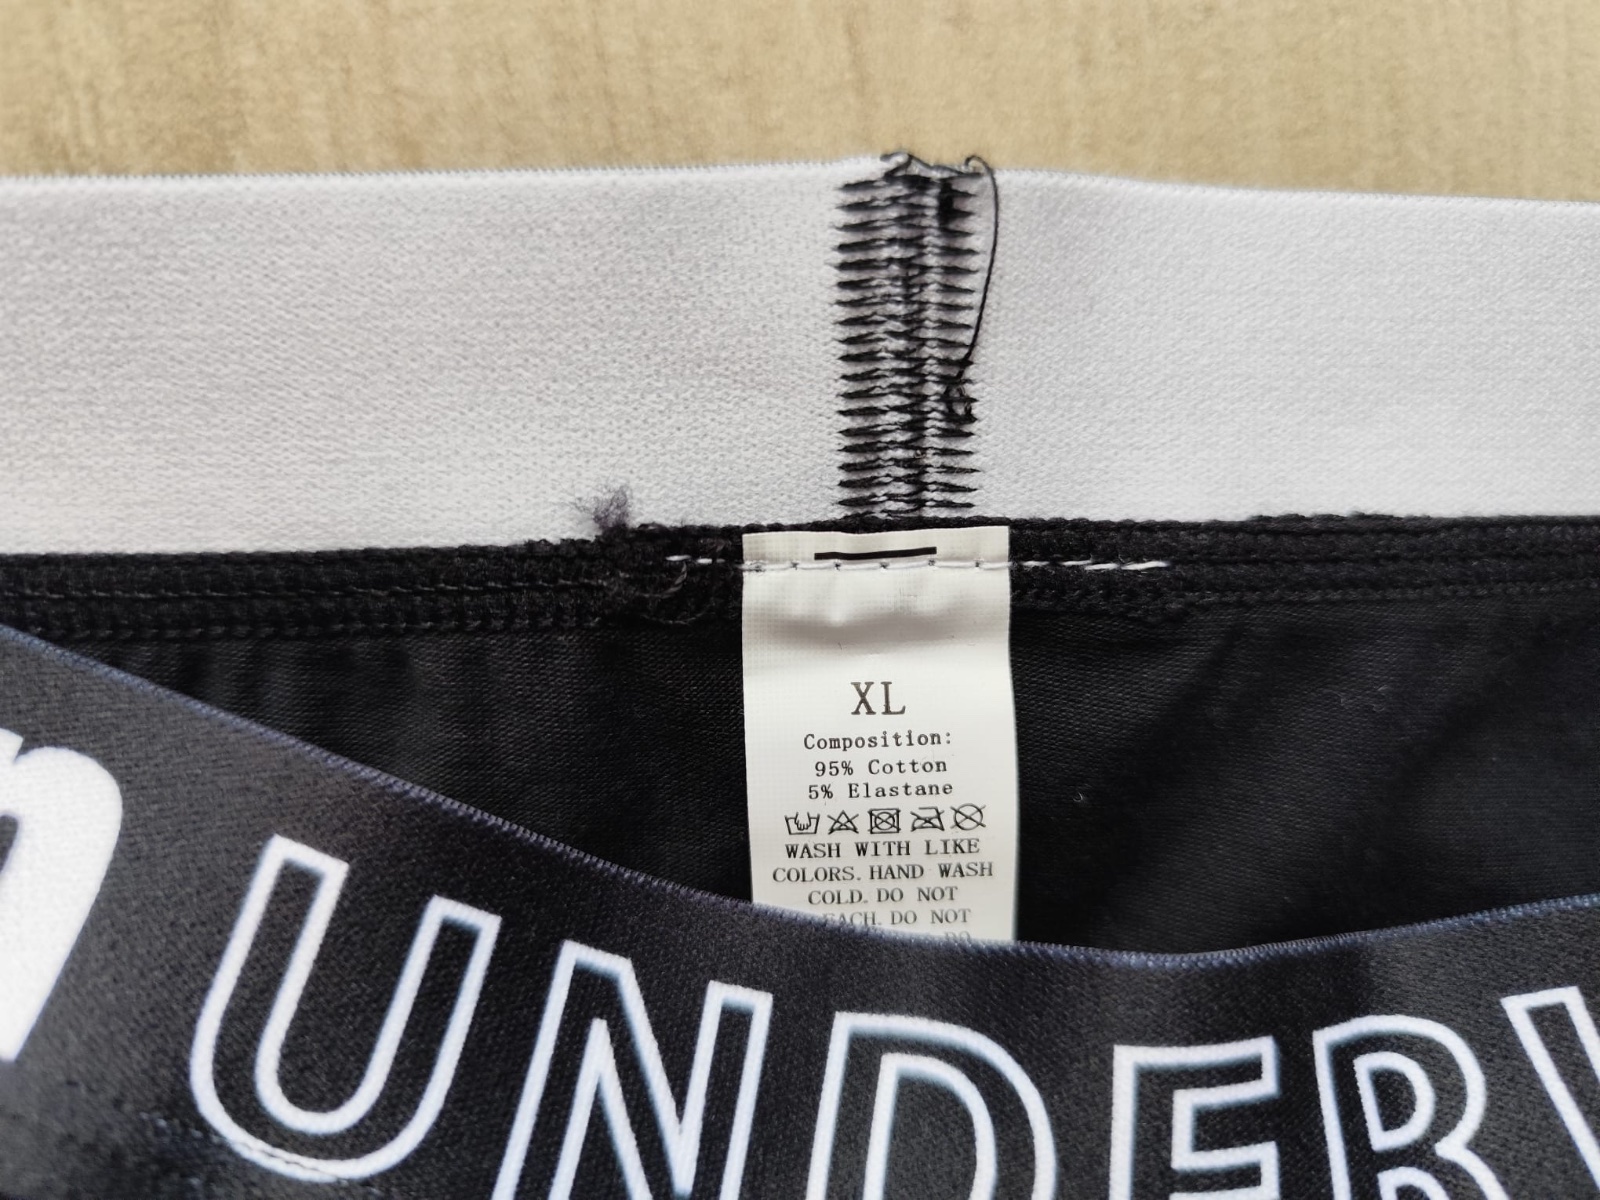 XL
Composition:
95% Cotton
5% Elastane
WASH WITH LIKE
COLORS. HAND WASH
COLD. DO NOT
DO NOT
UNDER